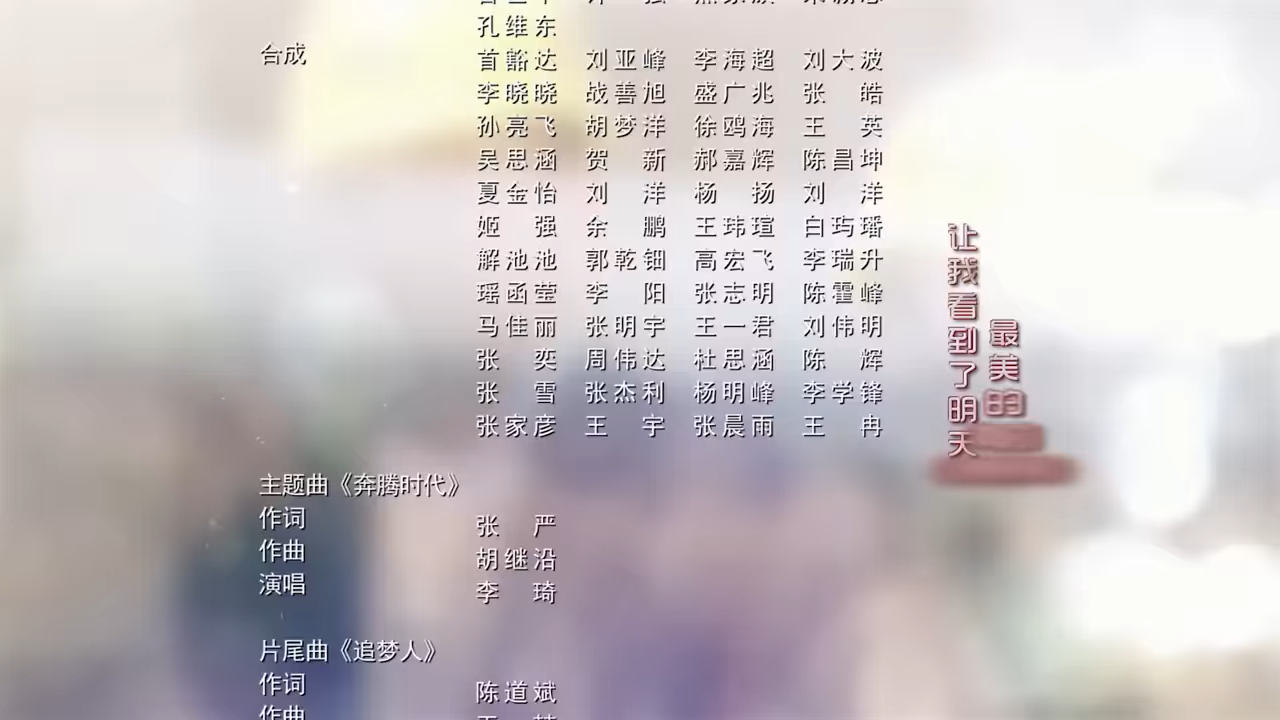 孔维东
合成
首豁达 刘亚峰 李海超 刘大波
李晓晓 战善旭 盛广兆 张皓
孙亮飞 胡梦洋 徐鸥海 王英
吴思涵 贺新 郝嘉辉 陈昌坤
夏金怡 刘洋 杨扬 刘洋
姬强 余鹏 王玮瑄 白玙璠
解池池 郭乾钿 高宏飞 李瑞升
瑶函莹 李阳 张志明 陈霍峰
马佳丽 张明宇 王一君 刘伟明
张奕 周伟达 杜思涵 陈辉
张雪 张杰利 杨明峰 李学锋
张家彦 王宇 张晨雨 王冉
主题曲《奔腾时代》
作词 张严
作曲 胡继沿
演唱 李琦
片尾曲《追梦人》
作词 陈道斌
作曲
让我看到了明天
最美的